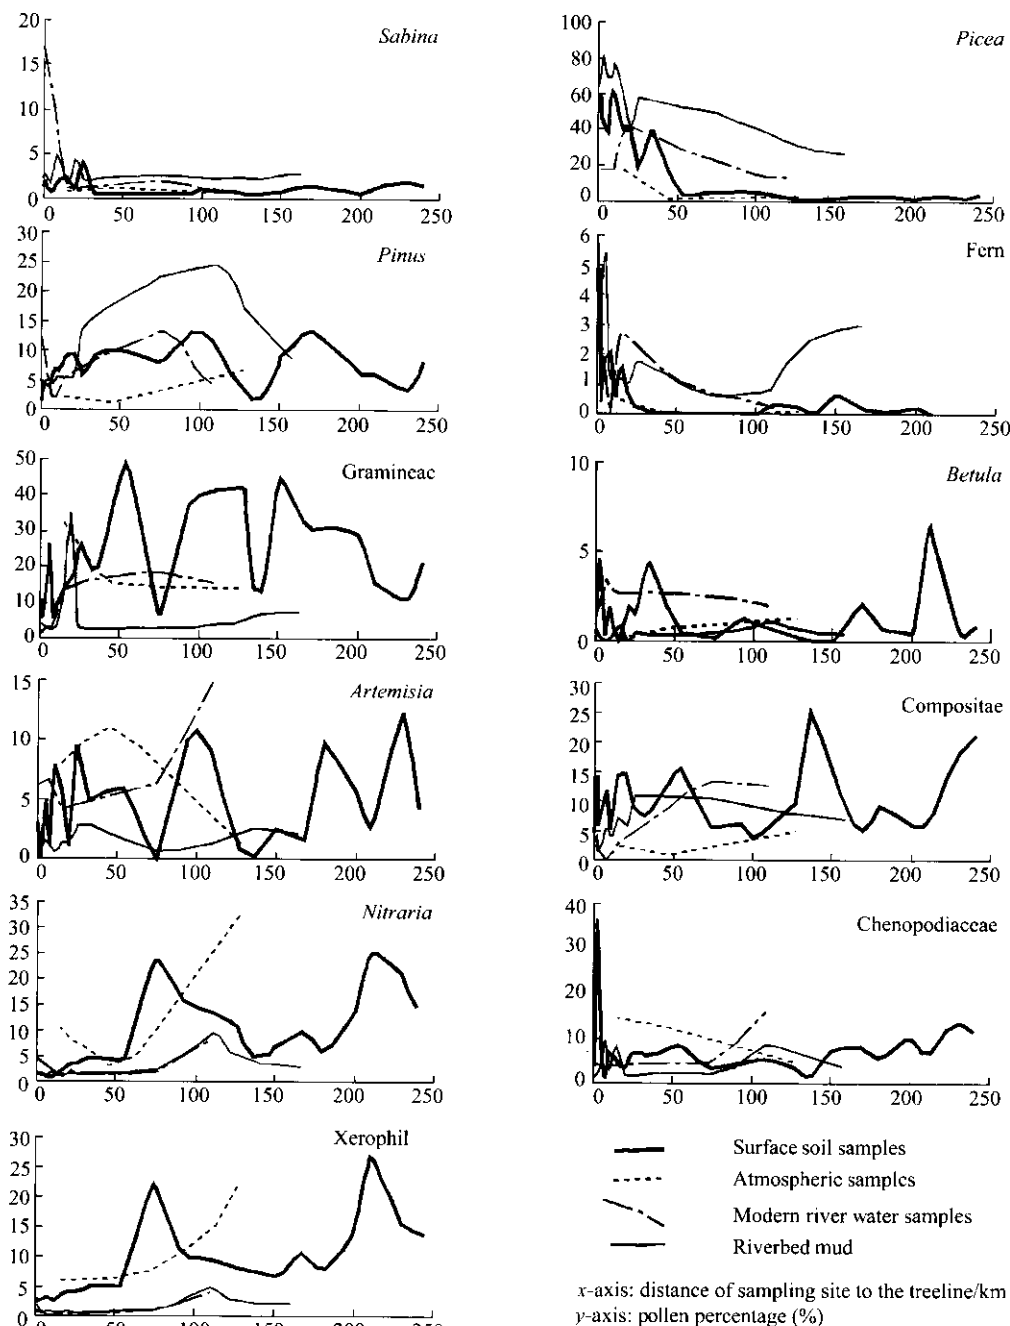 Sabina
20
15
10
5
0
0 50 100 150 200 250
Picea
100
80
60
40
20
0
0 50 100 150 200 250
Pinus
30
25
20
15
10
5
0
0 50 100 150 200 250
Fern
6
5
4
3
2
1
0
0 50 100 150 200 250
Gramineac
50
40
30
20
10
0
0 50 100 150 200 250
Betula
10
5
0
0 50 100 150 200 250
Artemisia
15
10
5
0
0 50 100 150 200 250
Compositae
30
25
20
15
10
5
0
0 50 100 150 200 250
Nitraria
35
30
25
20
15
10
5
0
0 50 100 150 200 250
Chenopodiaceae
40
30
20
10
0
0 50 100 150 200 250
Xerophil
30
25
20
15
10
5
0
0 50 100 150 200 250
Surface soil samples
Atmospheric samplcs
Modern river water samples
Riverbed mud
x-axis: distance of sampling site to the treeline/km
y-axis: pollen percentage (%)